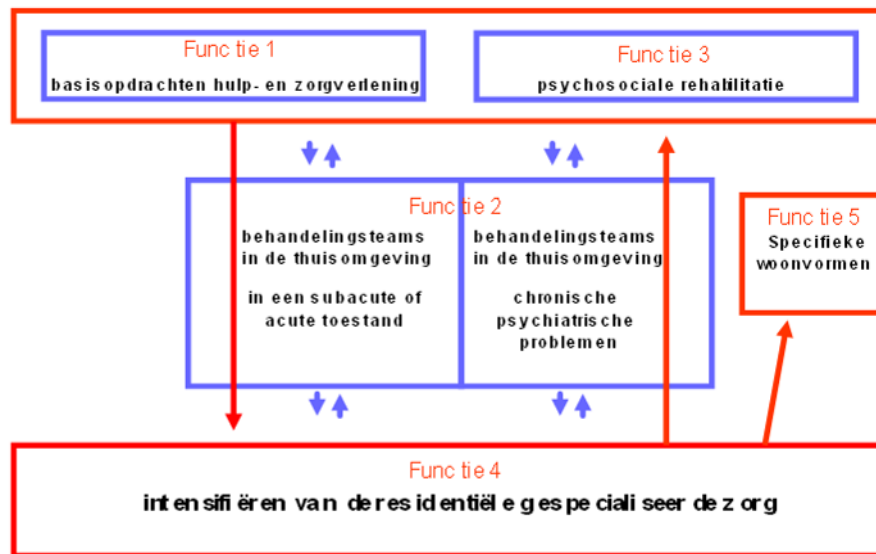 Functie 1
basisopdrachten hulp- en zorgverlening
Functie 3
psychosociale rehabilitatie
Functie 2
behandelingsteams
in de thuisomgeving
in een subacute of
acute toestand
behandelingsteams
in de thuisomgeving
chronische
psychiatrische
problemen
Functie 5
Specifieke
woonvormen
Functie 4
intensifiëren van de residentiële gespecialiseerde zorg